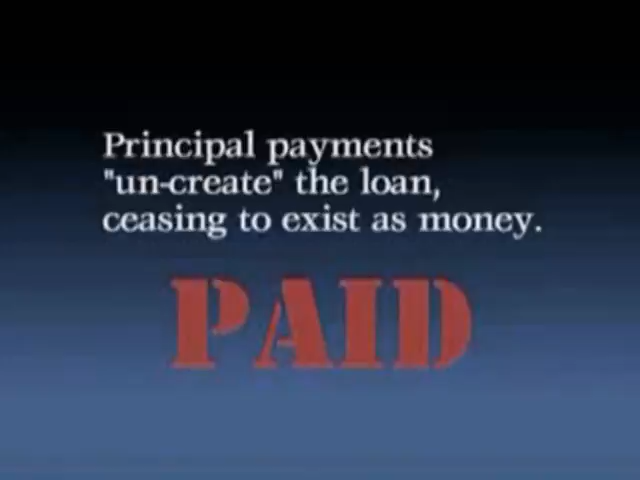 Principal payments
"un-create" the loan,
ceasing to exist as money.
PAID